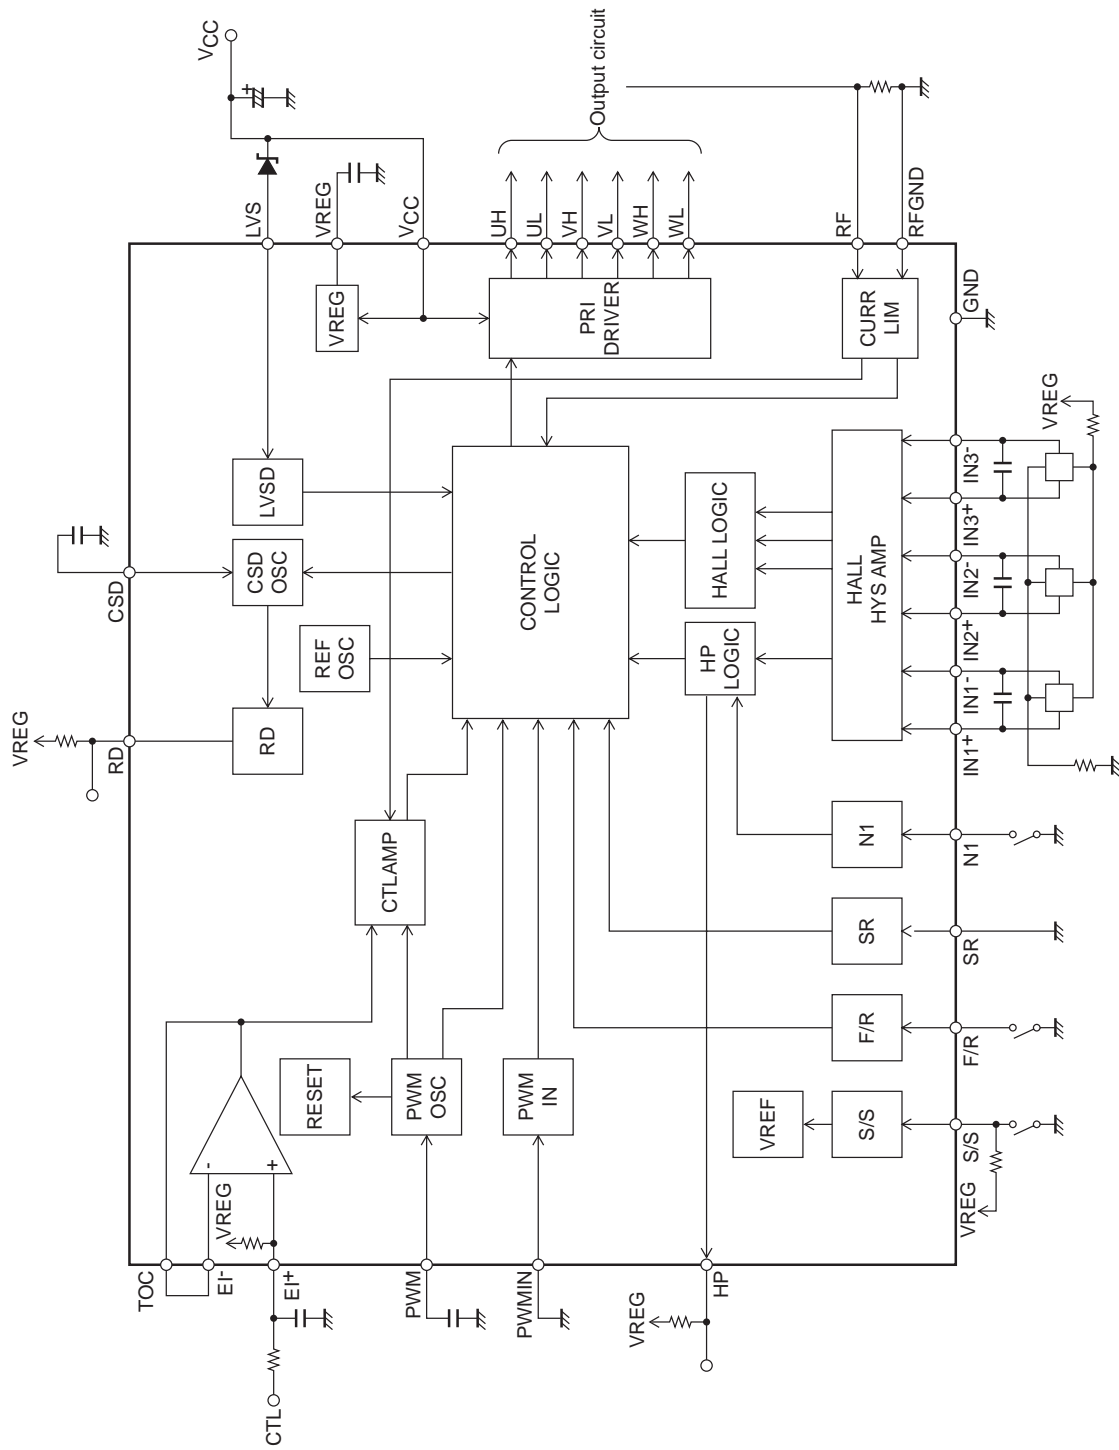 VCC
+
LVS
VREG
VCC
UH
UL
VH
VL
WH
WL
Output circuit
RF
RFGND
VREG
PRI
DRIVER
CURR
LIM
GND
CSD
LVSD
CSD
OSC
REF
OSC
RD
VREG
RD
CONTROL
LOGIC
HALL LOGIC
HP
LOGIC
HALL
HYS AMP
VREG
IN3-
IN3+
IN2-
IN2+
IN1-
IN1+
CTLAMP
N1
N1
SR
SR
F/R
F/R
S/S
S/S
VREG
VREF
RESET
PWM
OSC
PWM
IN
-
+
VREG
TOC
EI-
EI+
CTL
PWM
PWMIN
VREG
HP